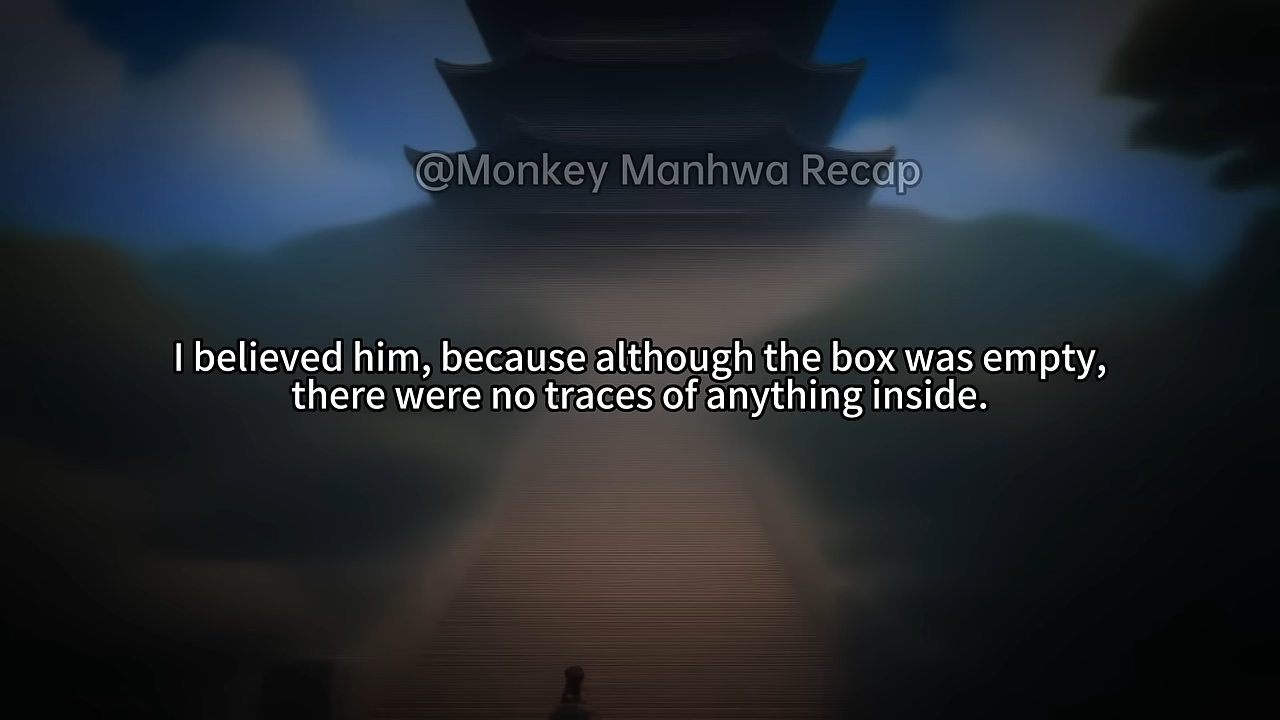 @Monkey Manhwa Recap
I believed him, because although the box was empty,
there were no traces of anything inside.